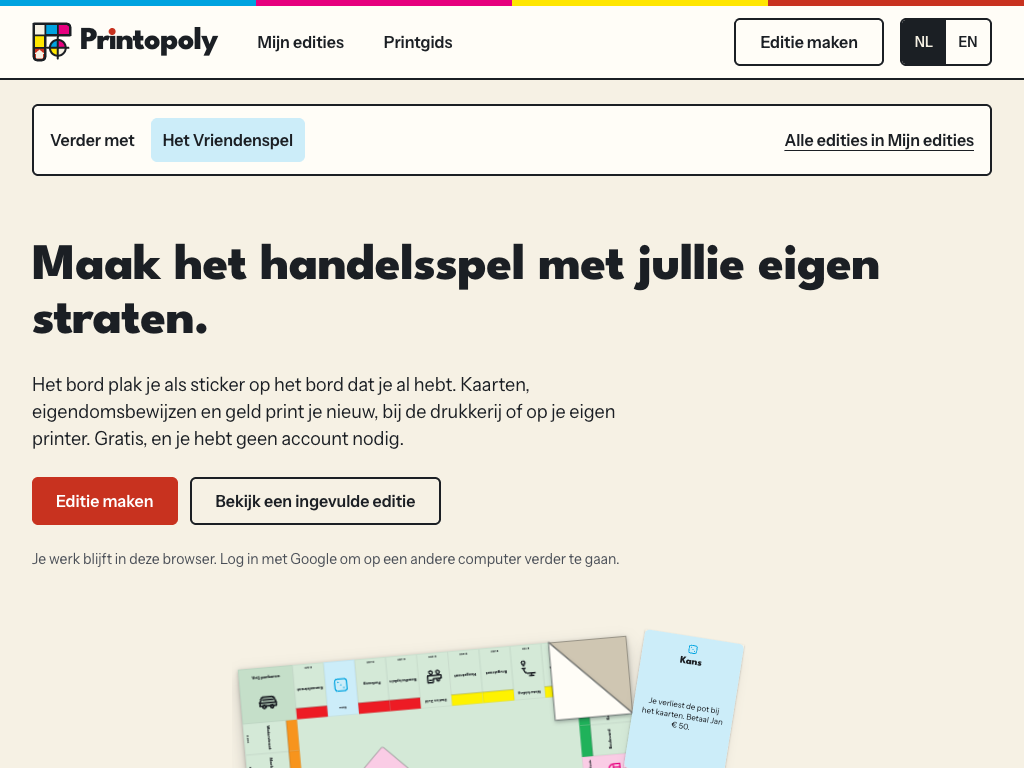 Printopoly
Mijn edities
Printgids
Editie maken
NL
EN
Verder met
Het Vriendenspel
Alle edities in Mijn edities
Maak het handelsspel met jullie eigen
straten.
Het bord plak je als sticker op het bord dat je al hebt. Kaarten,
eigendomsbewijzen en geld print je nieuw, bij de drukkerij of op je eigen
printer. Gratis, en je hebt geen account nodig.
Editie maken
Bekijk een ingevulde editie
Je werk blijft in deze browser. Log in met Google om op een andere computer verder te gaan.
Kans
Je verliest de pot bij
het kaarten. Betaal Jan
€ 50.